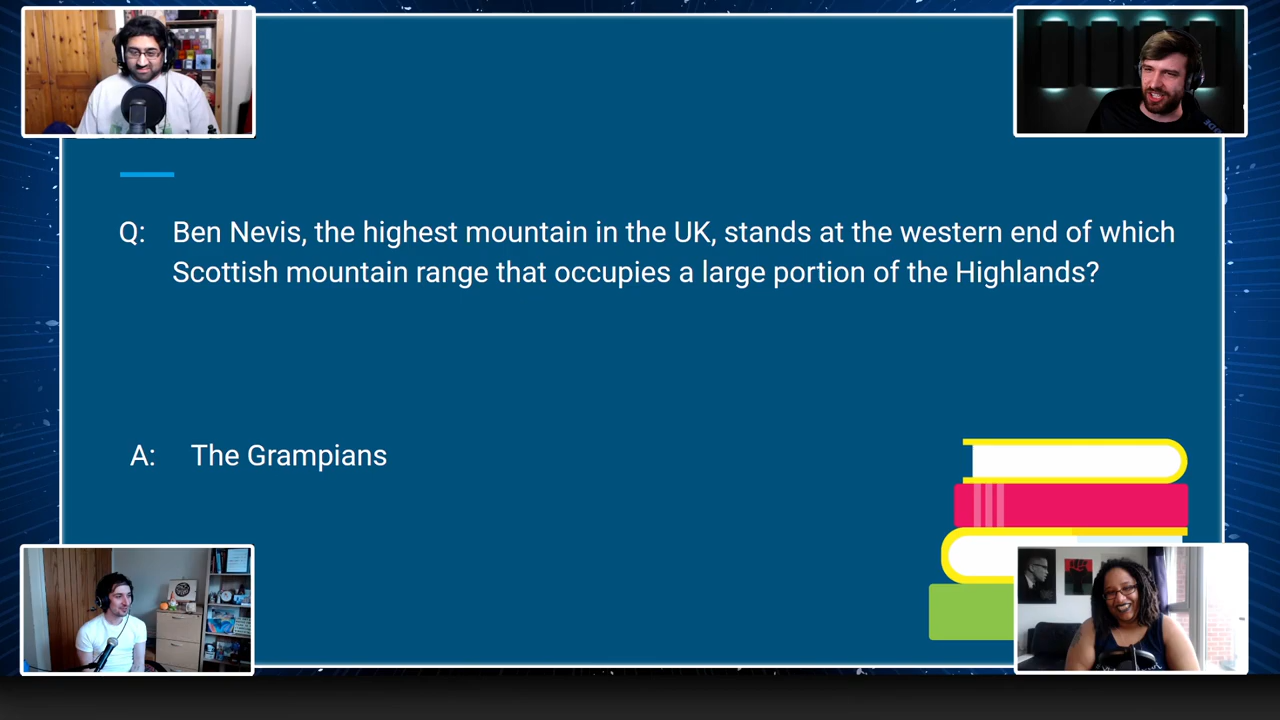 Q: Ben Nevis, the highest mountain in the UK, stands at the western end of which
Scottish mountain range that occupies a large portion of the Highlands?
A: The Grampians